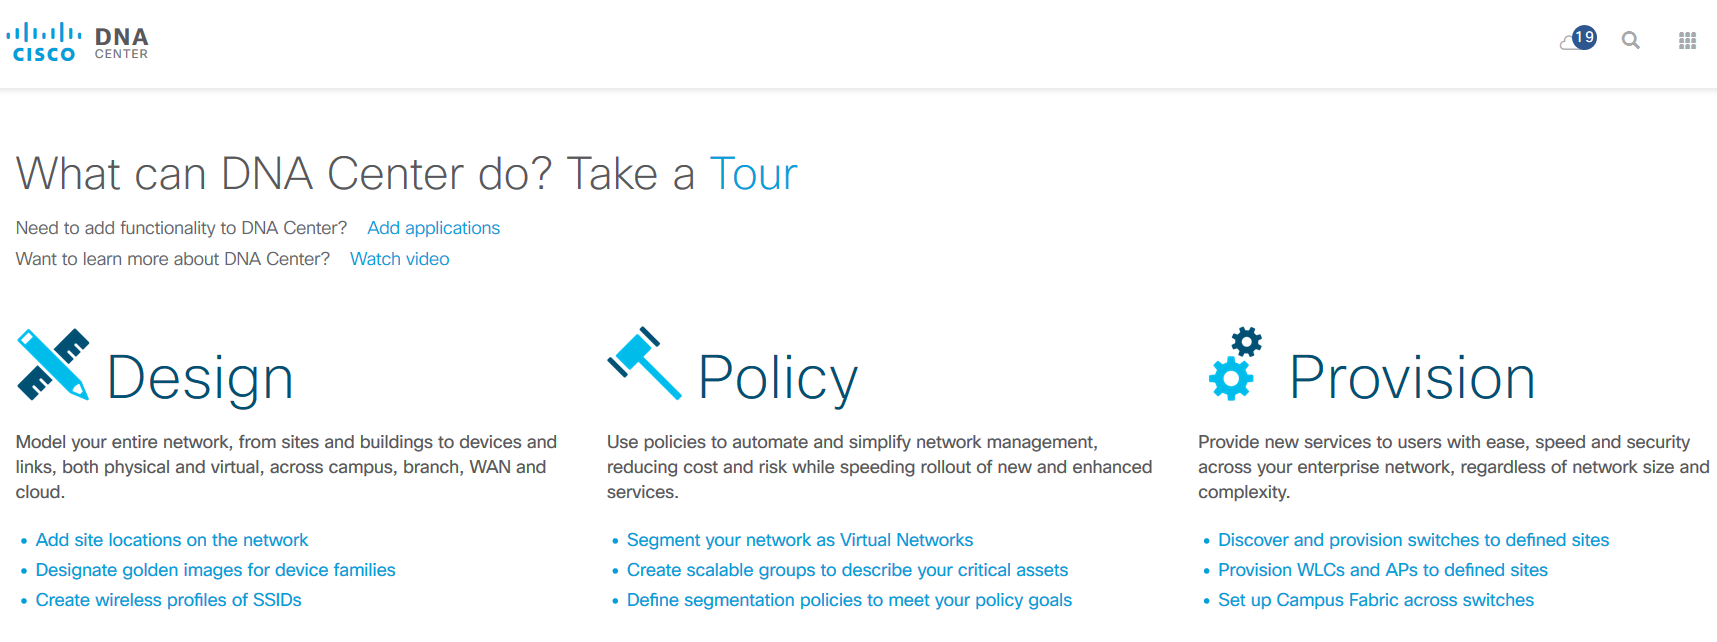 CISCO DNA CENTER
19
What can DNA Center do? Take a Tour
Need to add functionality to DNA Center? Add applications
Want to learn more about DNA Center? Watch video
Design
Model your entire network, from sites and buildings to devices and
links, both physical and virtual, across campus, branch, WAN and
cloud.
• Add site locations on the network
• Designate golden images for device families
• Create wireless profiles of SSIDs
Policy
Use policies to automate and simplify network management,
reducing cost and risk while speeding rollout of new and enhanced
services.
• Segment your network as Virtual Networks
• Create scalable groups to describe your critical assets
• Define segmentation policies to meet your policy goals
Provision
Provide new services to users with ease, speed and security
across your enterprise network, regardless of network size and
complexity.
• Discover and provision switches to defined sites
• Provision WLCs and APs to defined sites
• Set up Campus Fabric across switches